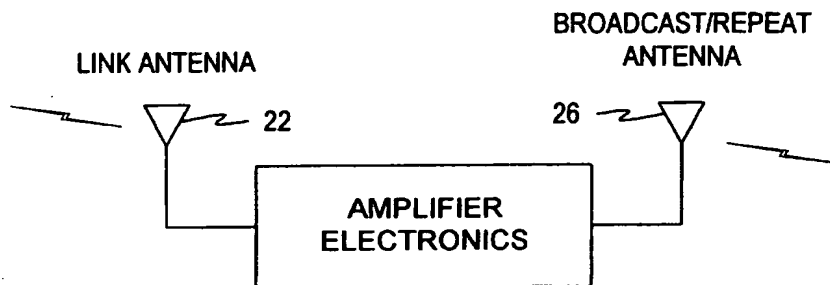 BROADCAST/REPEAT
ANTENNA
LINK ANTENNA
22
26
AMPLIFIER
ELECTRONICS